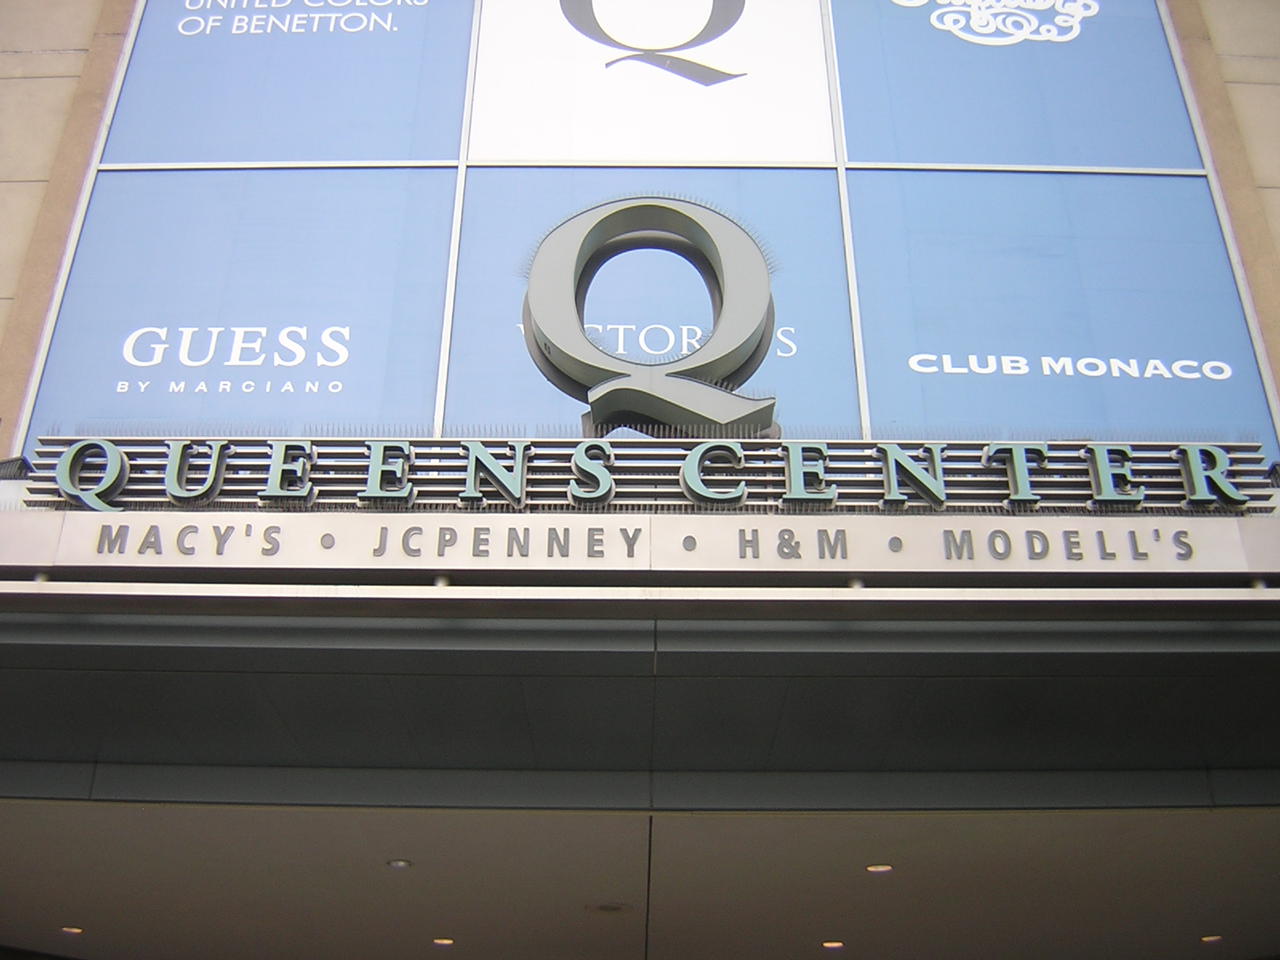 UNITED COLORS
OF BENETTON.
Q
Q
GUESS
BY MARCIANO
CLUB MONACO
QUEENS CENTER
MACY'S • JCPENNEY • H&M • MODELL'S